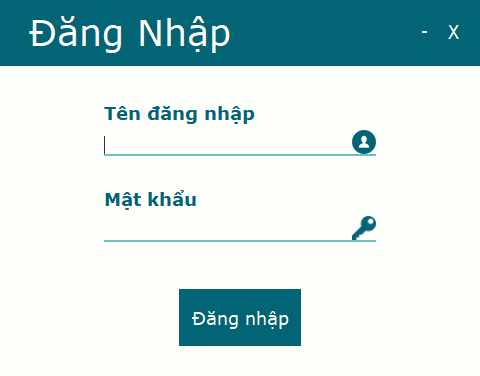 Đăng Nhập
- X
Tên đăng nhập
Mật khẩu
Đăng nhập